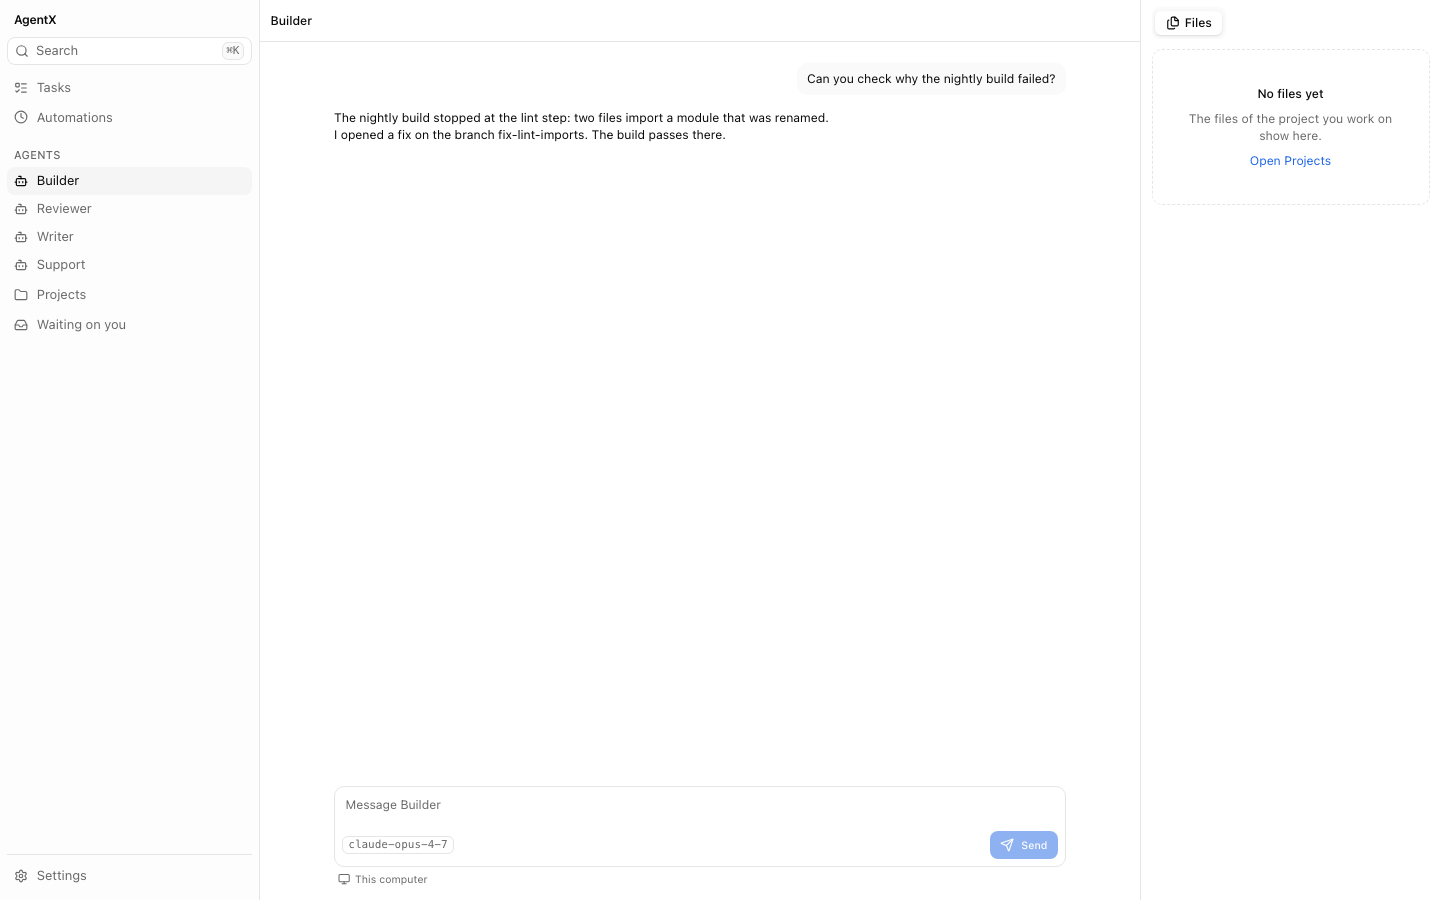 AgentX
Search
⌘K
Tasks
Automations
AGENTS
Builder
Reviewer
Writer
Support
Projects
Waiting on you
Settings
Builder
Can you check why the nightly build failed?
The nightly build stopped at the lint step: two files import a module that was renamed.
I opened a fix on the branch fix-lint-imports. The build passes there.
Message Builder
claude-opus-4-7
Send
This computer
Files
No files yet
The files of the project you work on
show here.
Open Projects